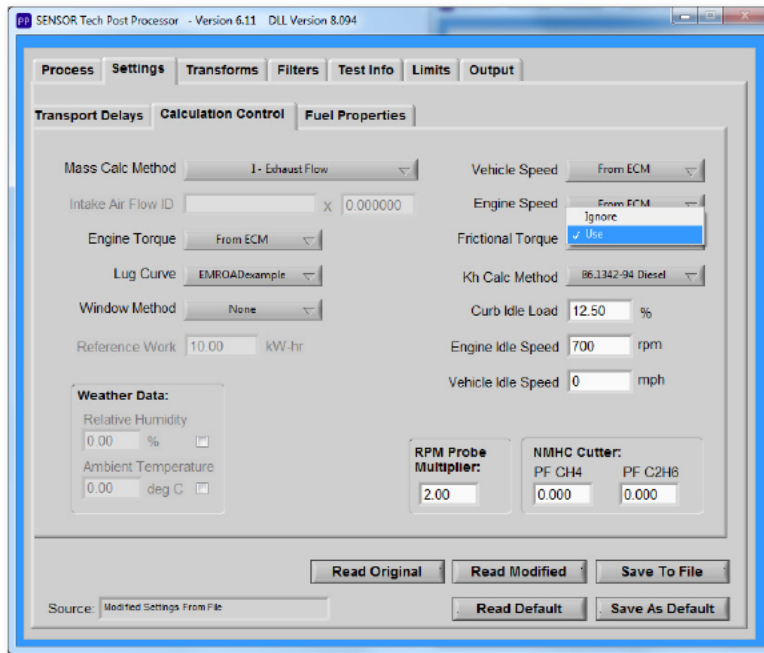 pp SENSOR Tech Post Processor - Version 6.11 DLL Version 8.094
Process Settings Transforms Filters Test Info Limits Output
Transport Delays Calculation Control Fuel Properties
Mass Calc Method 1 - Exhaust Flow Vehicle Speed From ECM
Intake Air Flow ID X 0.000000 Engine Speed From ECM
Ignore
Engine Torque From ECM Frictional Torque ✓ Use
Lug Curve EMROADexample Kh Calc Method 86.1342-94 Diesel
Window Method None Curb Idle Load 12.50 %
Reference Work 10.00 kW-hr Engine Idle Speed 700 rpm
Vehicle Idle Speed 0 mph
Weather Data:
Relative Humidity
0.00 %
Ambient Temperature
0.00 deg C
RPM Probe
Multiplier:
2.00
NMHC Cutter:
PF CH4 PF C2H6
0.000 0.000
Read Original Read Modified Save To File
Source: Modified Settings From File Read Default Save As Default